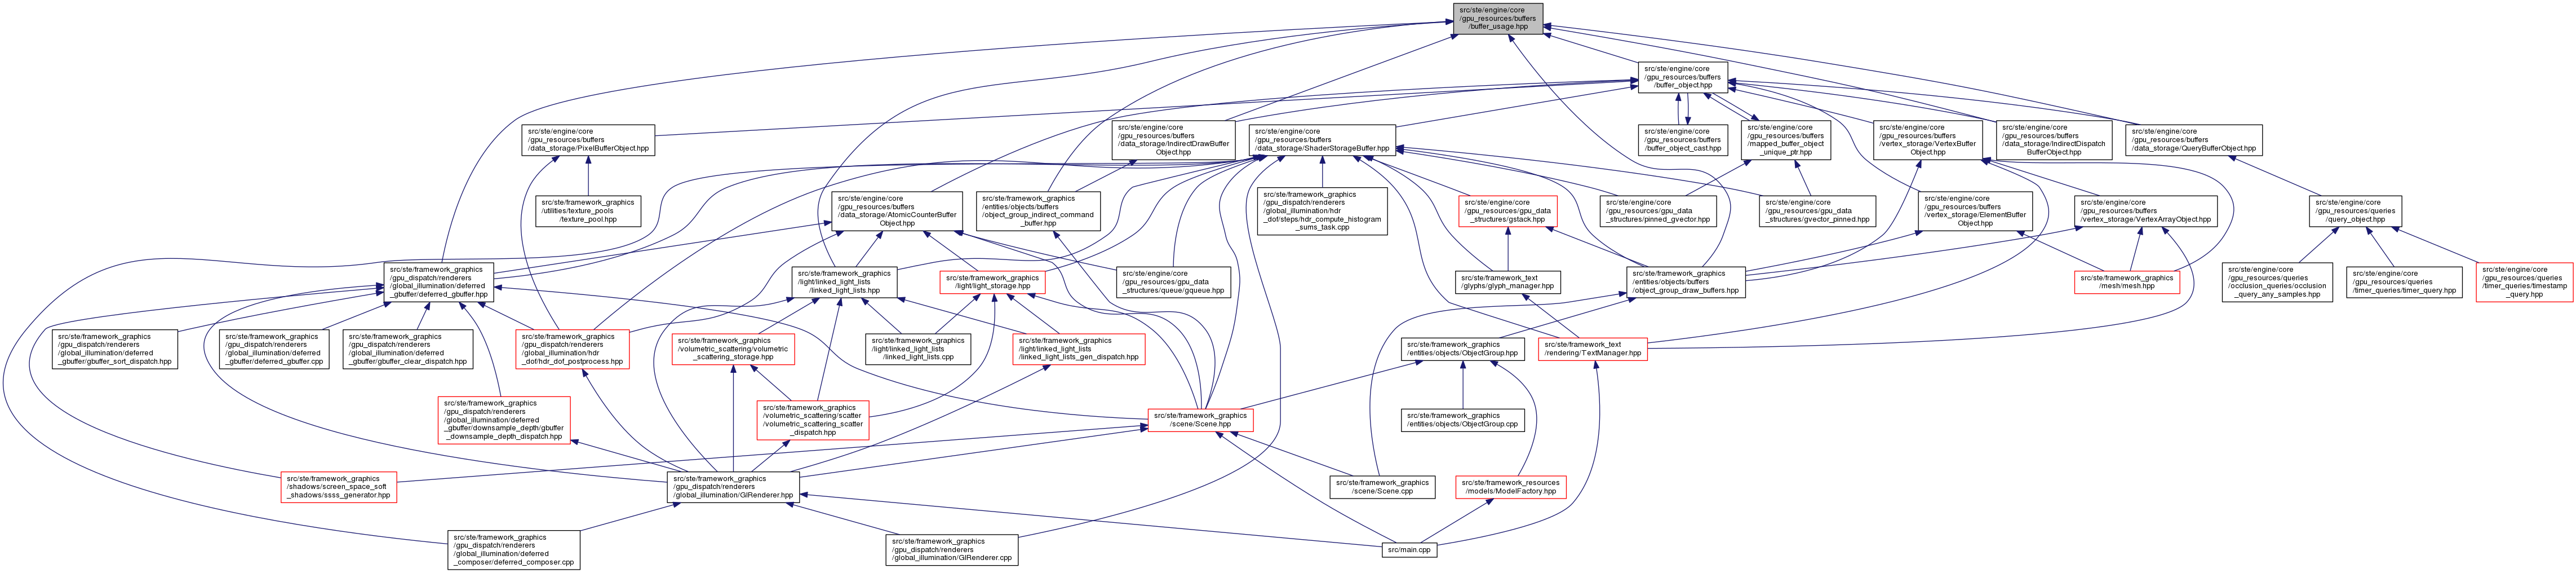 src/ste/engine/core
/gpu_resources/buffers
/buffer_usage.hpp
src/ste/engine/core
/gpu_resources/buffers
/buffer_object.hpp
src/ste/engine/core
/gpu_resources/buffers
/data_storage/PixelBufferObject.hpp
src/ste/engine/core
/gpu_resources/buffers
/data_storage/IndirectDrawBuffer
Object.hpp
src/ste/engine/core
/gpu_resources/buffers
/data_storage/ShaderStorageBuffer.hpp
src/ste/engine/core
/gpu_resources/buffers
/buffer_object_cast.hpp
src/ste/engine/core
/gpu_resources/buffers
/mapped_buffer_object
_unique_ptr.hpp
src/ste/engine/core
/gpu_resources/buffers
/vertex_storage/VertexBuffer
Object.hpp
src/ste/engine/core
/gpu_resources/buffers
/data_storage/IndirectDispatch
BufferObject.hpp
src/ste/engine/core
/gpu_resources/buffers
/data_storage/QueryBufferObject.hpp
src/ste/framework_graphics
/utilities/texture_pools
/texture_pool.hpp
src/ste/engine/core
/gpu_resources/buffers
/data_storage/AtomicCounterBuffer
Object.hpp
src/ste/framework_graphics
/entities/objects/buffers
/object_group_indirect_command
_buffer.hpp
src/ste/framework_graphics
/gpu_dispatch/renderers
/global_illumination/hdr
_dof/steps/hdr_compute_histogram
_sums_task.cpp
src/ste/engine/core
/gpu_resources/gpu_data
_structures/gstack.hpp
src/ste/engine/core
/gpu_resources/gpu_data
_structures/pinned_gvector.hpp
src/ste/engine/core
/gpu_resources/gpu_data
_structures/gvector_pinned.hpp
src/ste/engine/core
/gpu_resources/buffers
/vertex_storage/ElementBuffer
Object.hpp
src/ste/engine/core
/gpu_resources/buffers
/vertex_storage/VertexArrayObject.hpp
src/ste/engine/core
/gpu_resources/queries
/query_object.hpp
src/ste/framework_graphics
/gpu_dispatch/renderers
/global_illumination/deferred
_gbuffer/deferred_gbuffer.hpp
src/ste/framework_graphics
/light/linked_light_lists
/linked_light_lists.hpp
src/ste/framework_graphics
/light/light_storage.hpp
src/ste/engine/core
/gpu_resources/gpu_data
_structures/queue/gqueue.hpp
src/ste/framework_text
/glyphs/glyph_manager.hpp
src/ste/framework_graphics
/entities/objects/buffers
/object_group_draw_buffers.hpp
src/ste/framework_graphics
/mesh/mesh.hpp
src/ste/engine/core
/gpu_resources/queries
/occlusion_queries/occlusion
_query_any_samples.hpp
src/ste/engine/core
/gpu_resources/queries
/timer_queries/timer_query.hpp
src/ste/engine/core
/gpu_resources/queries
/timer_queries/timestamp
_query.hpp
src/ste/framework_graphics
/gpu_dispatch/renderers
/global_illumination/deferred
_gbuffer/gbuffer_sort_dispatch.hpp
src/ste/framework_graphics
/gpu_dispatch/renderers
/global_illumination/deferred
_gbuffer/deferred_gbuffer.cpp
src/ste/framework_graphics
/gpu_dispatch/renderers
/global_illumination/deferred
_gbuffer/gbuffer_clear_dispatch.hpp
src/ste/framework_graphics
/gpu_dispatch/renderers
/global_illumination/hdr
_dof/hdr_dof_postprocess.hpp
src/ste/framework_graphics
/volumetric_scattering/volumetric
_scattering_storage.hpp
src/ste/framework_graphics
/light/linked_light_lists
/linked_light_lists.cpp
src/ste/framework_graphics
/light/linked_light_lists
/linked_light_lists_gen_dispatch.hpp
src/ste/framework_graphics
/entities/objects/ObjectGroup.hpp
src/ste/framework_text
/rendering/TextManager.hpp
src/ste/framework_graphics
/gpu_dispatch/renderers
/global_illumination/deferred
_gbuffer/downsample_depth/gbuffer
_downsample_depth_dispatch.hpp
src/ste/framework_graphics
/volumetric_scattering/scatter
/volumetric_scattering_scatter
_dispatch.hpp
src/ste/framework_graphics
/scene/Scene.hpp
src/ste/framework_graphics
/entities/objects/ObjectGroup.cpp
src/ste/framework_graphics
/shadows/screen_space_soft
_shadows/ssss_generator.hpp
src/ste/framework_graphics
/gpu_dispatch/renderers
/global_illumination/GIRenderer.hpp
src/ste/framework_graphics
/scene/Scene.cpp
src/ste/framework_resources
/models/ModelFactory.hpp
src/ste/framework_graphics
/gpu_dispatch/renderers
/global_illumination/deferred
_composer/deferred_composer.cpp
src/ste/framework_graphics
/gpu_dispatch/renderers
/global_illumination/GIRenderer.cpp
src/main.cpp